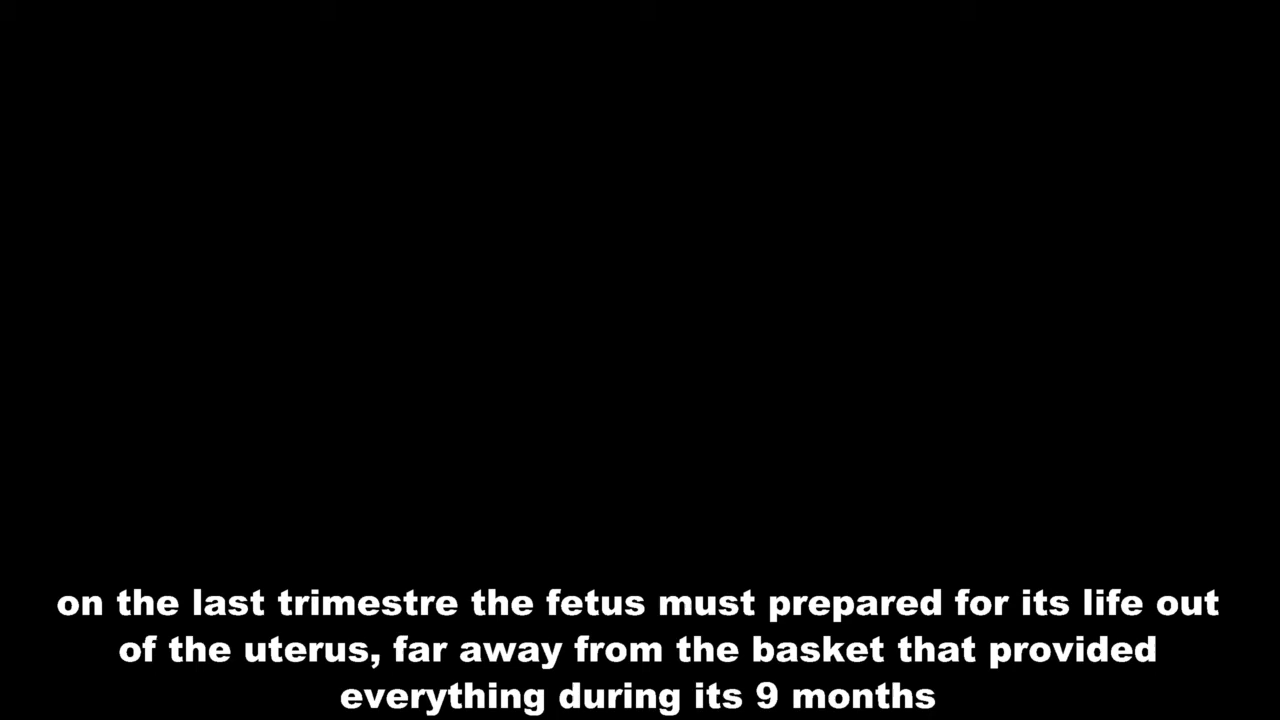 on the last trimestre the fetus must prepared for its life out
of the uterus, far away from the basket that provided
everything during its 9 months